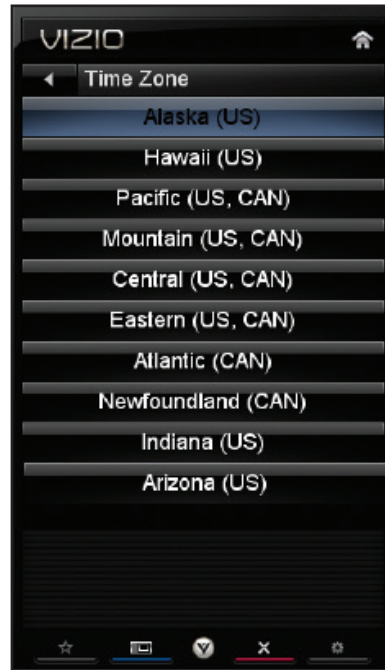 VIZIO
Time Zone
Alaska (US)
Hawaii (US)
Pacific (US, CAN)
Mountain (US, CAN)
Central (US, CAN)
Eastern (US, CAN)
Atlantic (CAN)
Newfoundland (CAN)
Indiana (US)
Arizona (US)
V